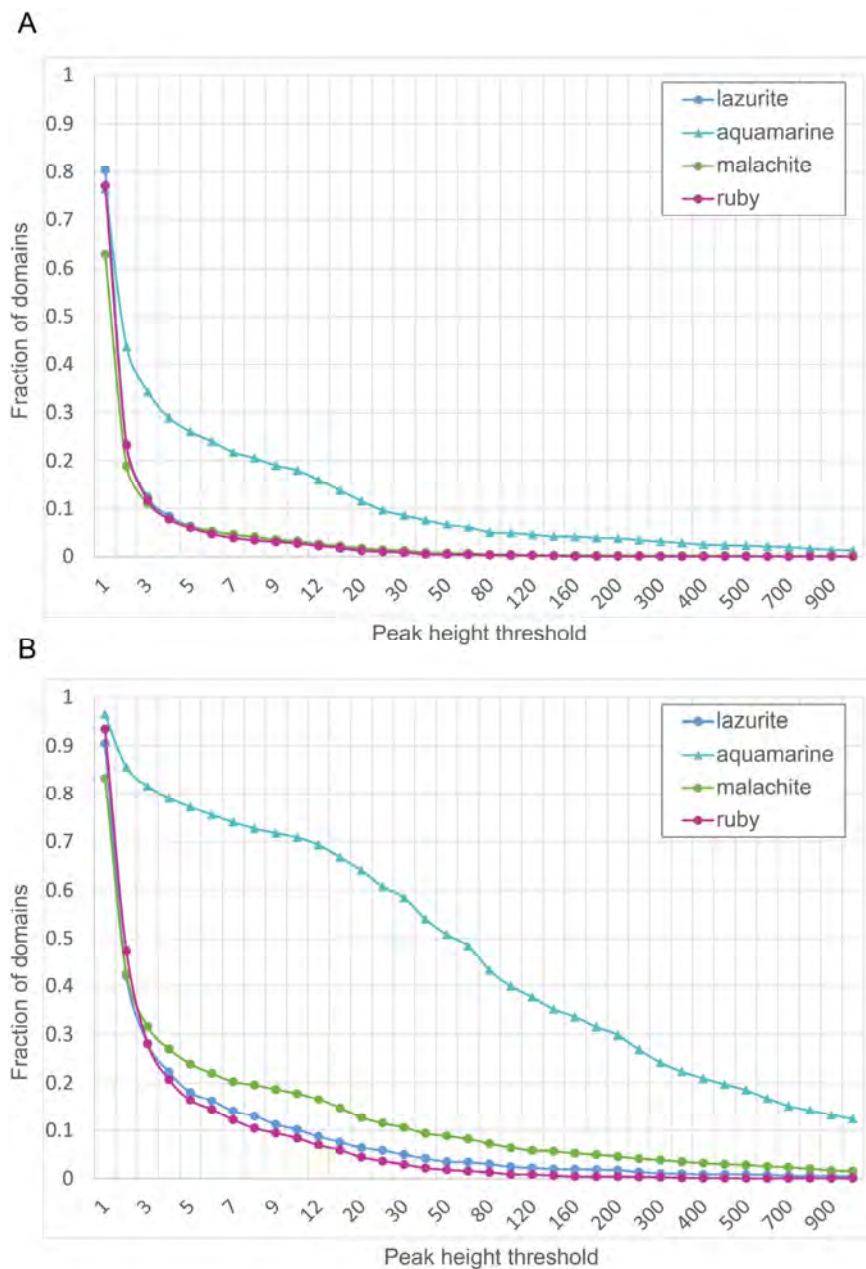 A
1
0.9
0.8
0.7
0.6
0.5
0.4
0.3
0.2
0.1
0
Fraction of domains
lazurite
aquamarine
malachite
ruby
1 3 5 7 9 12 20 30 50 80 120 160 200 300 400 500 700 900
Peak height threshold
B
1
0.9
0.8
0.7
0.6
0.5
0.4
0.3
0.2
0.1
0
Fraction of domains
lazurite
aquamarine
malachite
ruby
1 3 5 7 9 12 20 30 50 80 120 160 200 300 400 500 700 900
Peak height threshold